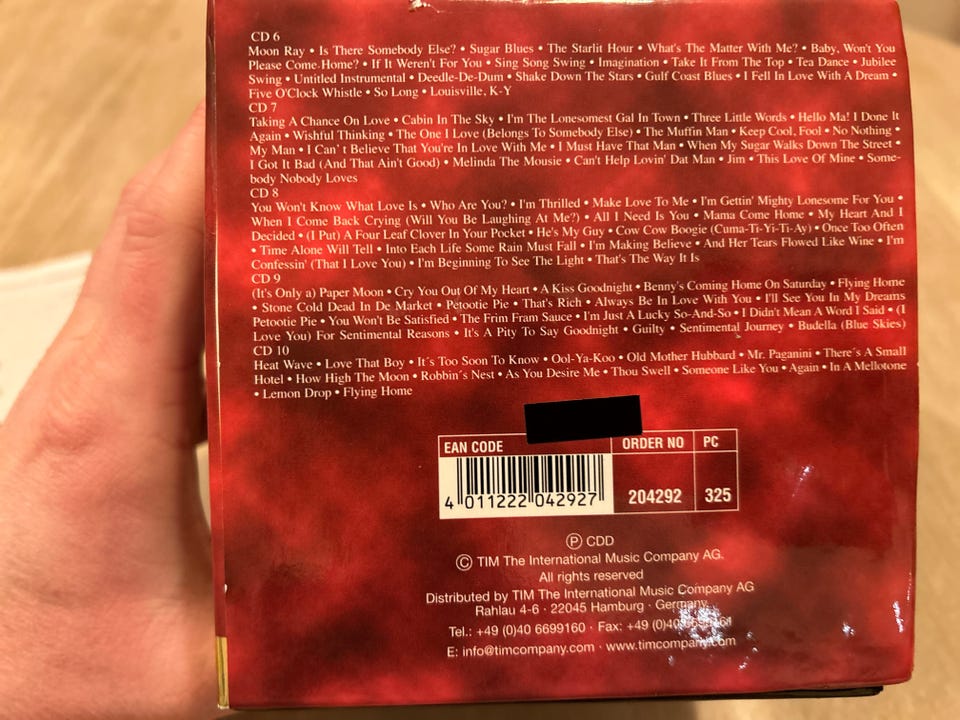 CD 6
Moon Ray • Is There Somebody Else? • Sugar Blues • The Starlit Hour • What's The Matter With Me? • Baby, Won't You
Please Come Home? • If It Weren't For You • Sing Song Swing • Imagination • Take It From The Top • Tea Dance • Jubilee
Swing • Untitled Instrumental • Deedle-De-Dum • Shake Down The Stars • Gulf Coast Blues • I Fell In Love With A Dream •
Five O'Clock Whistle • So Long • Louisville, K-Y
CD 7
Taking A Chance On Love • Cabin In The Sky • I'm The Lonesomest Gal In Town • Three Little Words • Hello Ma! I Done It
Again • Wishful Thinking • The One I Love (Belongs To Somebody Else) • The Muffin Man • Keep Cool, Fool • No Nothing •
My Man • I Can´t Believe That You're In Love With Me • I Must Have That Man • When My Sugar Walks Down The Street •
I Got It Bad (And That Ain't Good) • Melinda The Mousie • Can't Help Lovin' Dat Man • Jim • This Love Of Mine • Some-
body Nobody Loves
CD 8
You Won't Know What Love Is • Who Are You? • I'm Thrilled • Make Love To Me • I'm Gettin' Mighty Lonesome For You •
When I Come Back Crying (Will You Be Laughing At Me?) • All I Need Is You • Mama Come Home • My Heart And I
Decided • (I Put) A Four Leaf Clover In Your Pocket • He's My Guy • Cow Cow Boogie (Cuma-Ti-Yi-Ti-Ay) • Once Too Often
• Time Alone Will Tell • Into Each Life Some Rain Must Fall • I'm Making Believe • And Her Tears Flowed Like Wine • I'm
Confessin' (That I Love You) • I'm Beginning To See The Light • That's The Way It Is
CD 9
(It's Only a) Paper Moon • Cry You Out Of My Heart • A Kiss Goodnight • Benny's Coming Home On Saturday • Flying Home
• Stone Cold Dead In De Market • Petootie Pie • That's Rich • Always Be In Love With You • I'll See You In My Dreams
Petootie Pie • You Won't Be Satisfied • The Frim Fram Sauce • I'm Just A Lucky So-And-So • I Didn't Mean A Word I Said • (I
Love You) For Sentimental Reasons • It's A Pity To Say Goodnight • Guilty • Sentimental Journey • Budella (Blue Skies)
CD 10
Heat Wave • Love That Boy • It´s Too Soon To Know • Ool-Ya-Koo • Old Mother Hubbard • Mr. Paganini • There´s A Small
Hotel • How High The Moon • Robbin´s Nest • As You Desire Me • Thou Swell • Someone Like You • Again • In A Mellotone
• Lemon Drop • Flying Home
EAN CODE ORDER NO PC
4 011222 042927 204292 325
Ⓟ CDD
© TIM The International Music Company AG.
All rights reserved
Distributed by TIM The International Music Company AG
Rahlau 4-6 · 22045 Hamburg · Germany
Tel.: +49 (0)40 6699160 · Fax: +49 (0)40
E: info@timcompany.com · www.timcompany.com